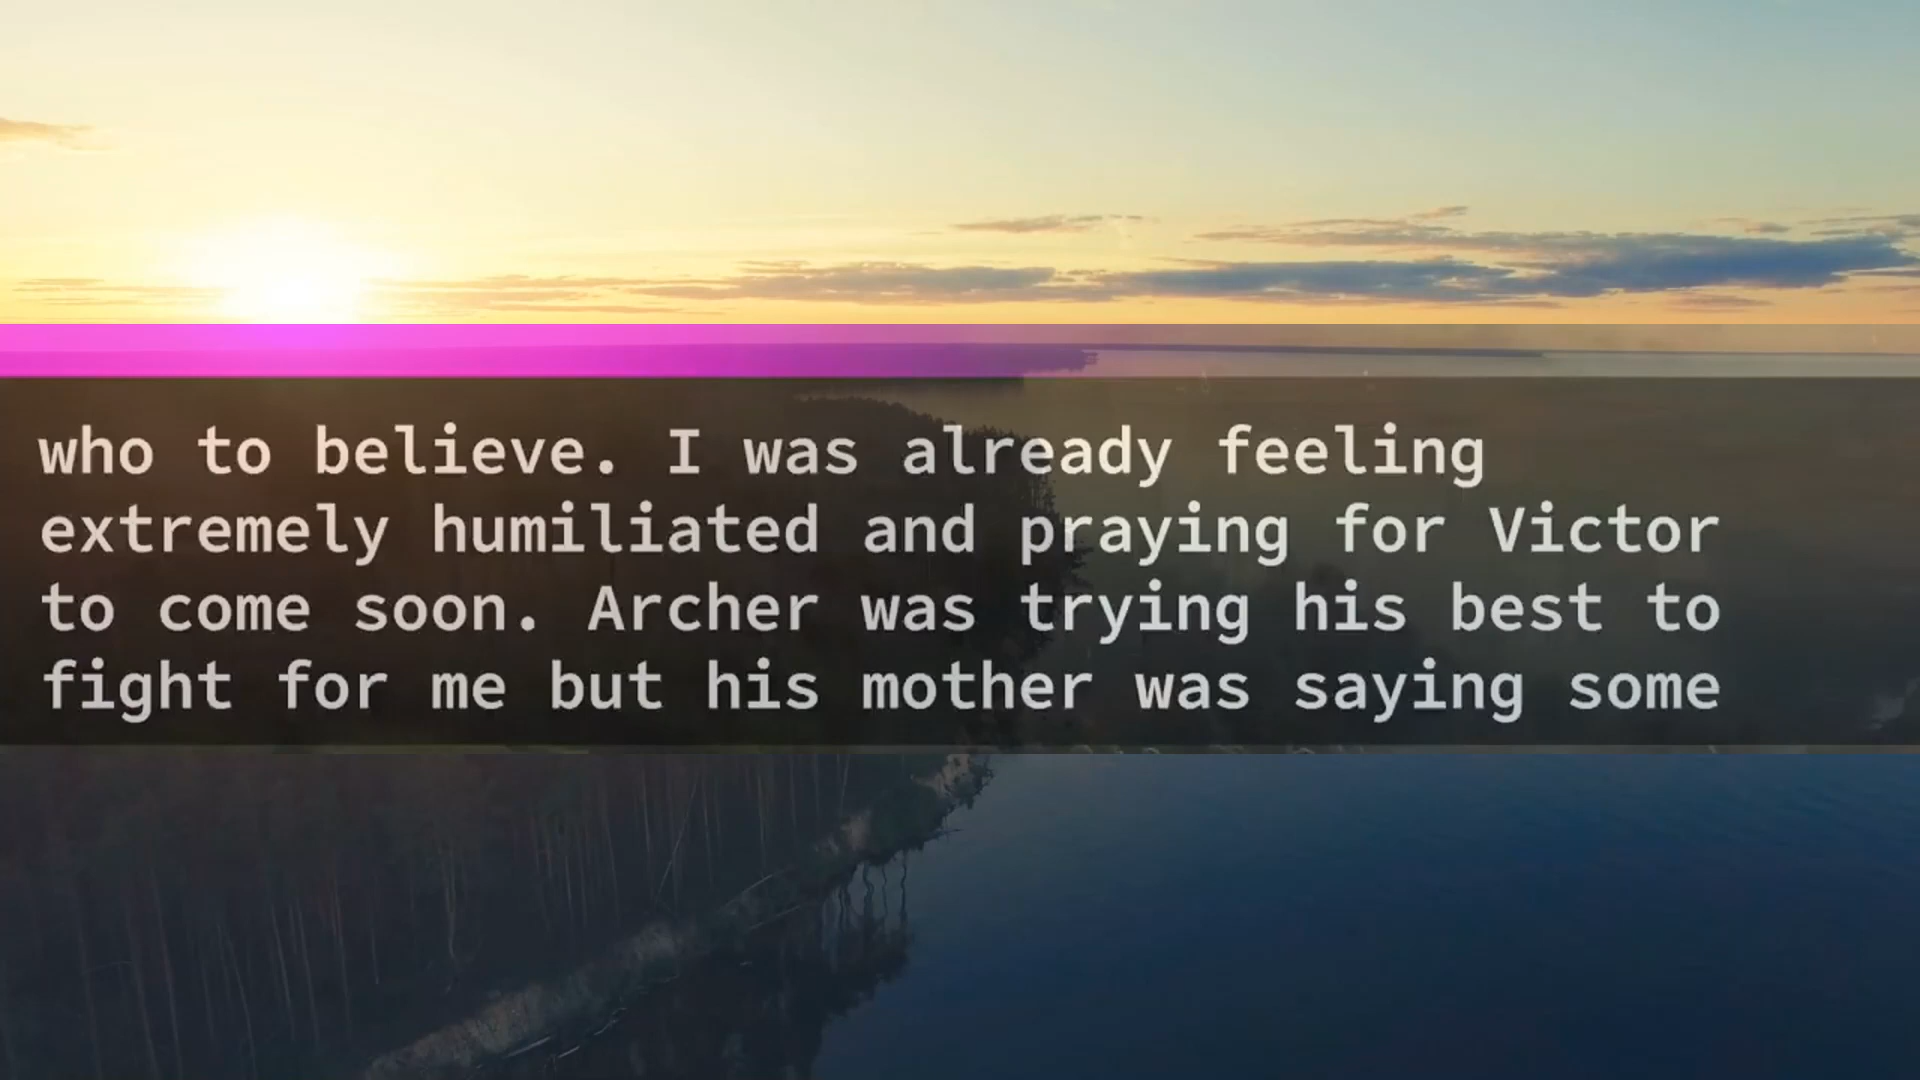 who to believe. I was already feeling
extremely humiliated and praying for Victor
to come soon. Archer was trying his best to
fight for me but his mother was saying some